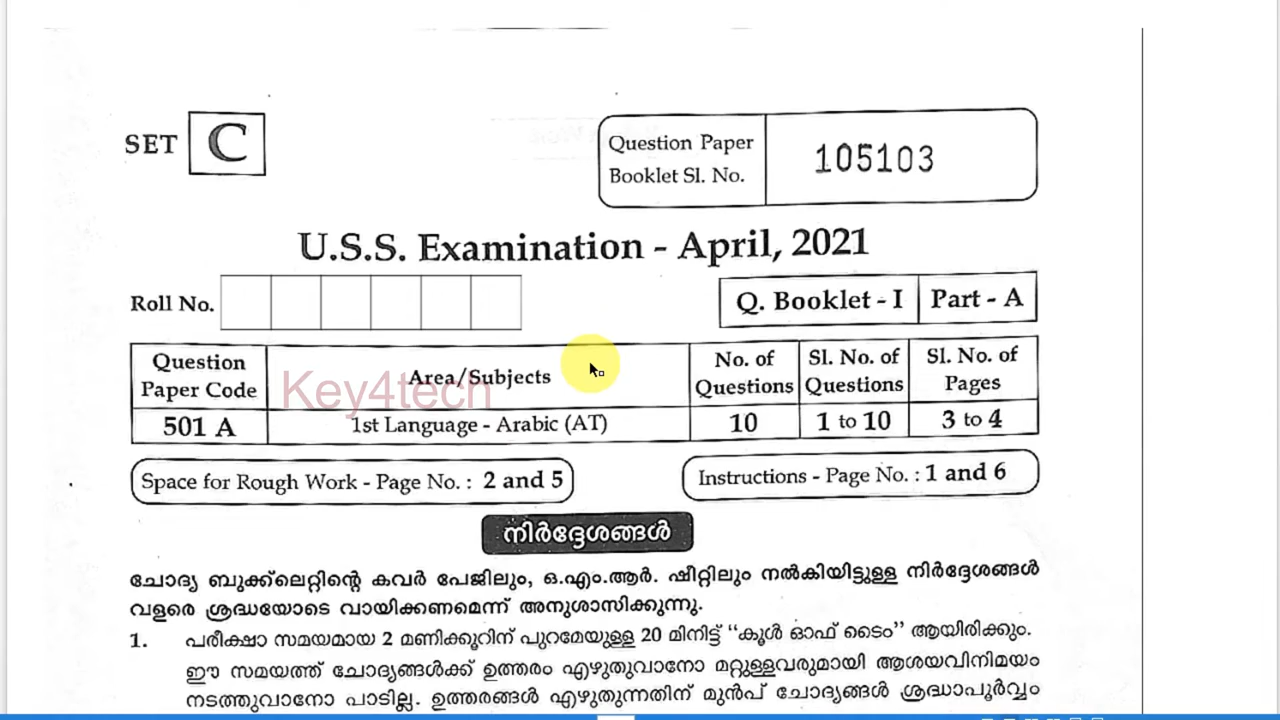 SET C
Question Paper
Booklet Sl. No.
105103
U.S.S. Examination - April, 2021
Roll No.
Q. Booklet - I Part - A
Question Paper Code Area/Subjects No. of Questions Sl. No. of Questions Sl. No. of Pages
Key4tech
501 A 1st Language - Arabic (AT) 10 1 to 10 3 to 4
Space for Rough Work - Page No. : 2 and 5
Instructions - Page No. : 1 and 6
നിർദ്ദേശങ്ങൾ
ചോദ്യ ബുക്ക്‌ലെറ്റിന്റെ കവർ പേജിലും, ഒ.എം.ആർ. ഷീറ്റിലും നൽകിയിട്ടുള്ള നിർദ്ദേശങ്ങൾ
വളരെ ശ്രദ്ധയോടെ വായിക്കണമെന്ന് അനുശാസിക്കുന്നു.
1. പരീക്ഷാ സമയമായ 2 മണിക്കൂറിന് പുറമേയുള്ള 20 മിനിട്ട് “കൂൾ ഓഫ് ടൈം” ആയിരിക്കും.
ഈ സമയത്ത് ചോദ്യങ്ങൾക്ക് ഉത്തരം എഴുതുവാനോ മറ്റുള്ളവരുമായി ആശയവിനിമയം
നടത്തുവാനോ പാടില്ല. ഉത്തരങ്ങൾ എഴുതുന്നതിന് മുൻപ് ചോദ്യങ്ങൾ ശ്രദ്ധാപൂർവ്വം